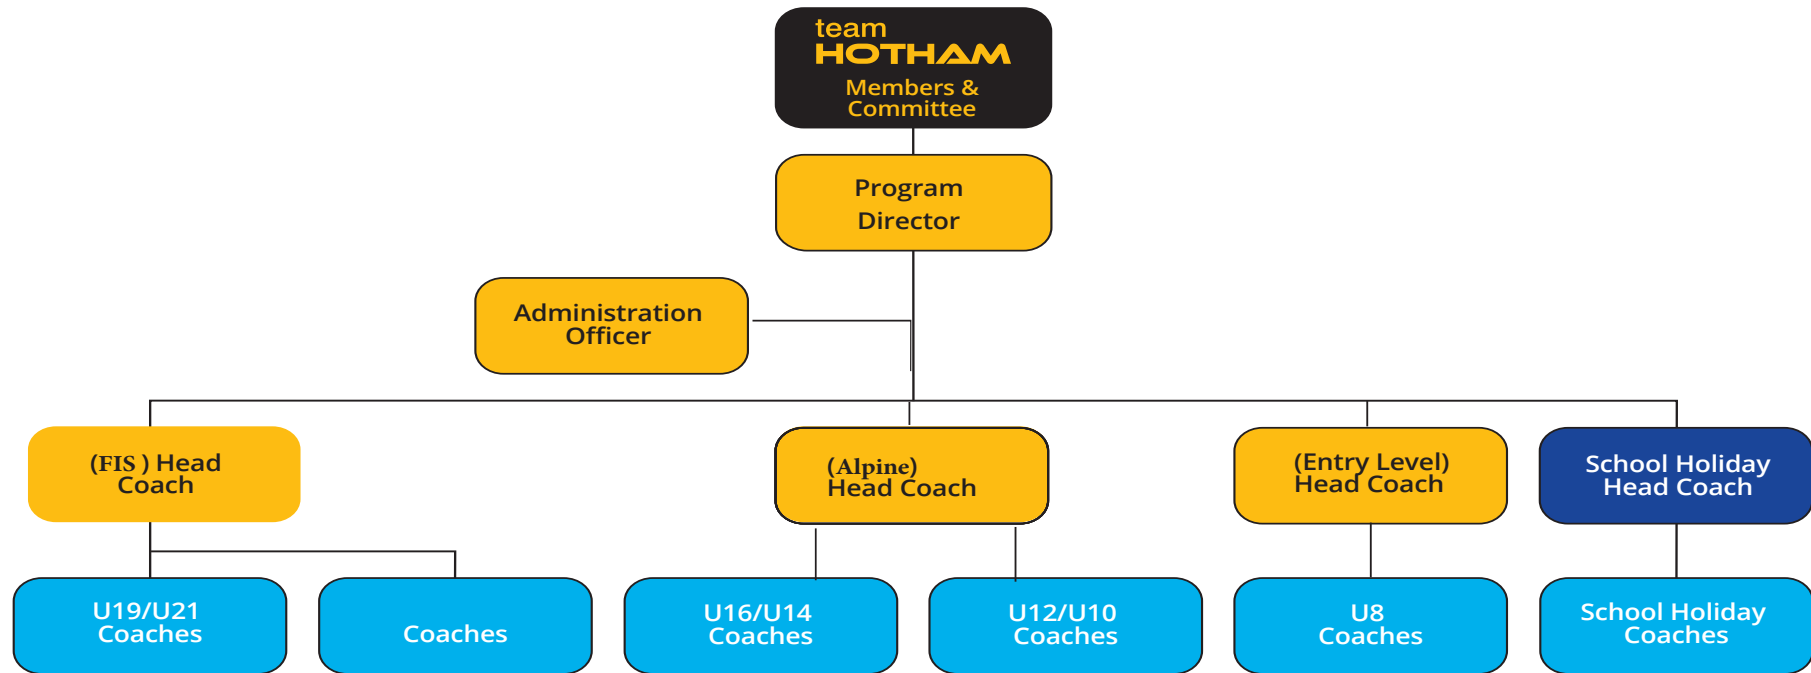 team
HOTHAM
Members &
Committee
Program
Director
Administration
Officer
(FIS ) Head
Coach
(Alpine)
Head Coach
(Entry Level)
Head Coach
School Holiday
Head Coach
U19/U21
Coaches
Coaches
U16/U14
Coaches
U12/U10
Coaches
U8
Coaches
School Holiday
Coaches